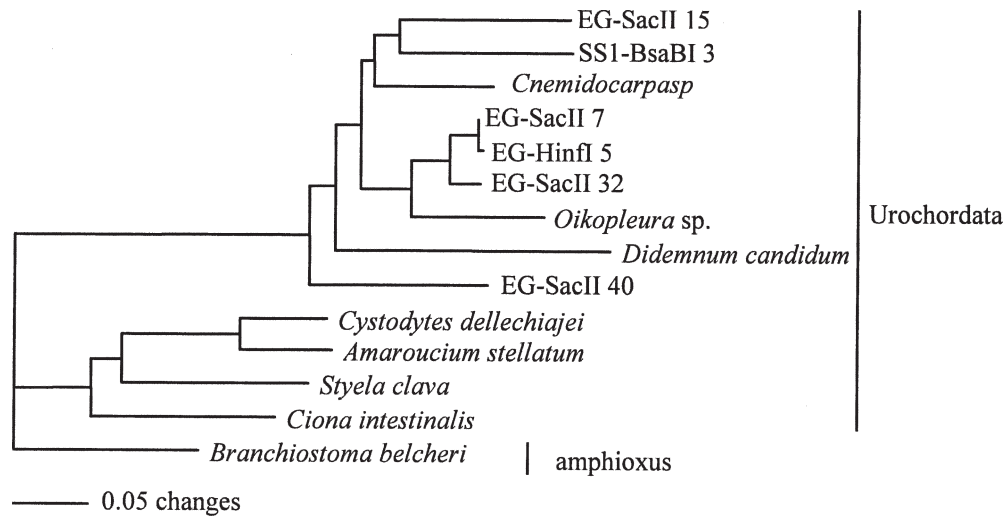 EG-SacII 15
SS1-BsaBI 3
Cnemidocarpasp
EG-SacII 7
EG-HinfI 5
EG-SacII 32
Oikopleura sp.
Urochordata
Didemnum candidum
EG-SacII 40
Cystodytes dellechiajei
Amaroucium stellatum
Styela clava
Ciona intestinalis
Branchiostoma belcheri
amphioxus
0.05 changes